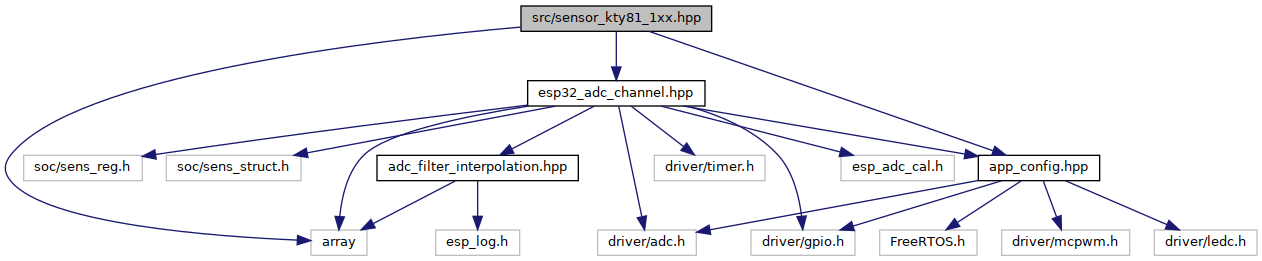 src/sensor_kty81_1xx.hpp
esp32_adc_channel.hpp
soc/sens_reg.h
soc/sens_struct.h
adc_filter_interpolation.hpp
driver/timer.h
esp_adc_cal.h
app_config.hpp
array
esp_log.h
driver/adc.h
driver/gpio.h
FreeRTOS.h
driver/mcpwm.h
driver/ledc.h